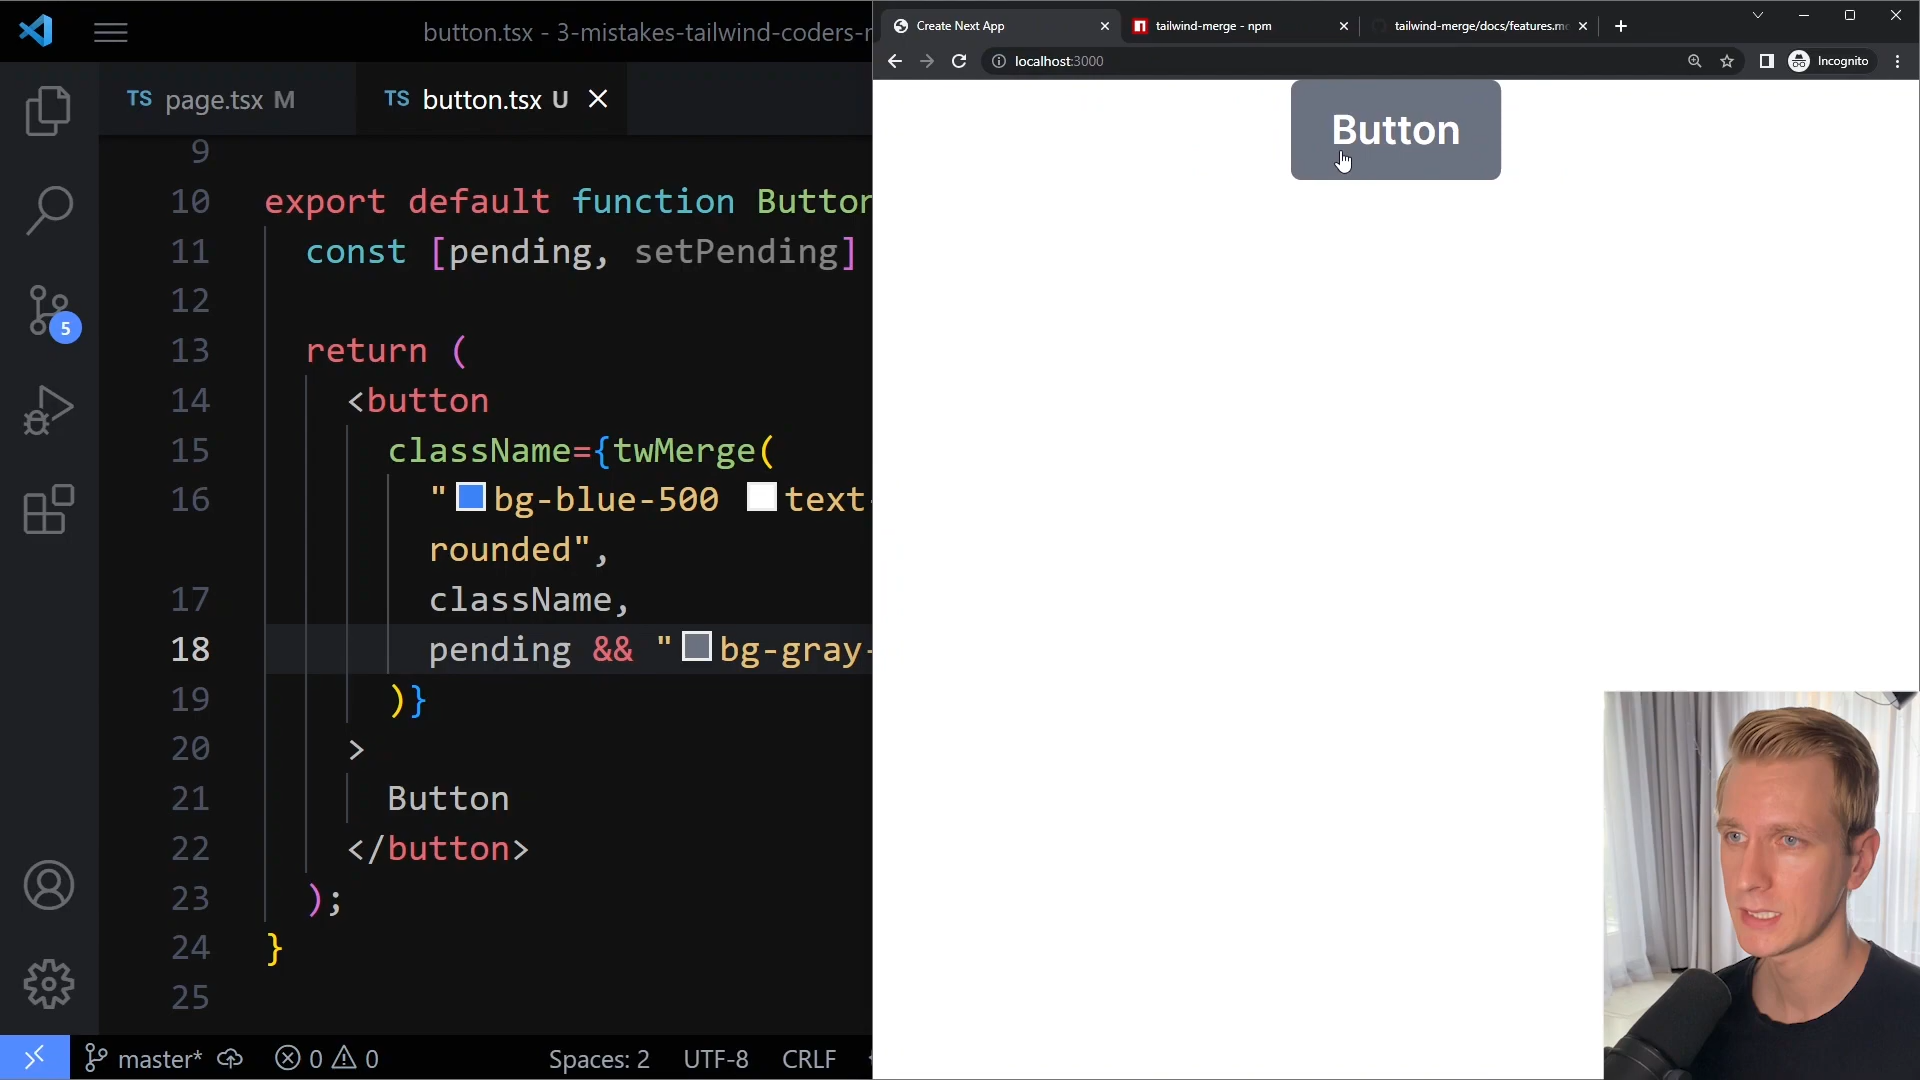 button.tsx - 3-mistakes-tailwind-coders-
TS page.tsx M
TS button.tsx U
9
10 export default function Button
11 const [pending, setPending]
12
13 return (
14 <button
15 className={twMerge(
16 "bg-blue-500 text-
rounded",
17 className,
18 pending && "bg-gray-
19 )}
20 >
21 Button
22 </button>
23 );
24 }
25
5
master* 0 0 Spaces: 2 UTF-8 CRLF
Create Next App
tailwind-merge - npm
tailwind-merge/docs/features.m
localhost:3000
Incognito
Button